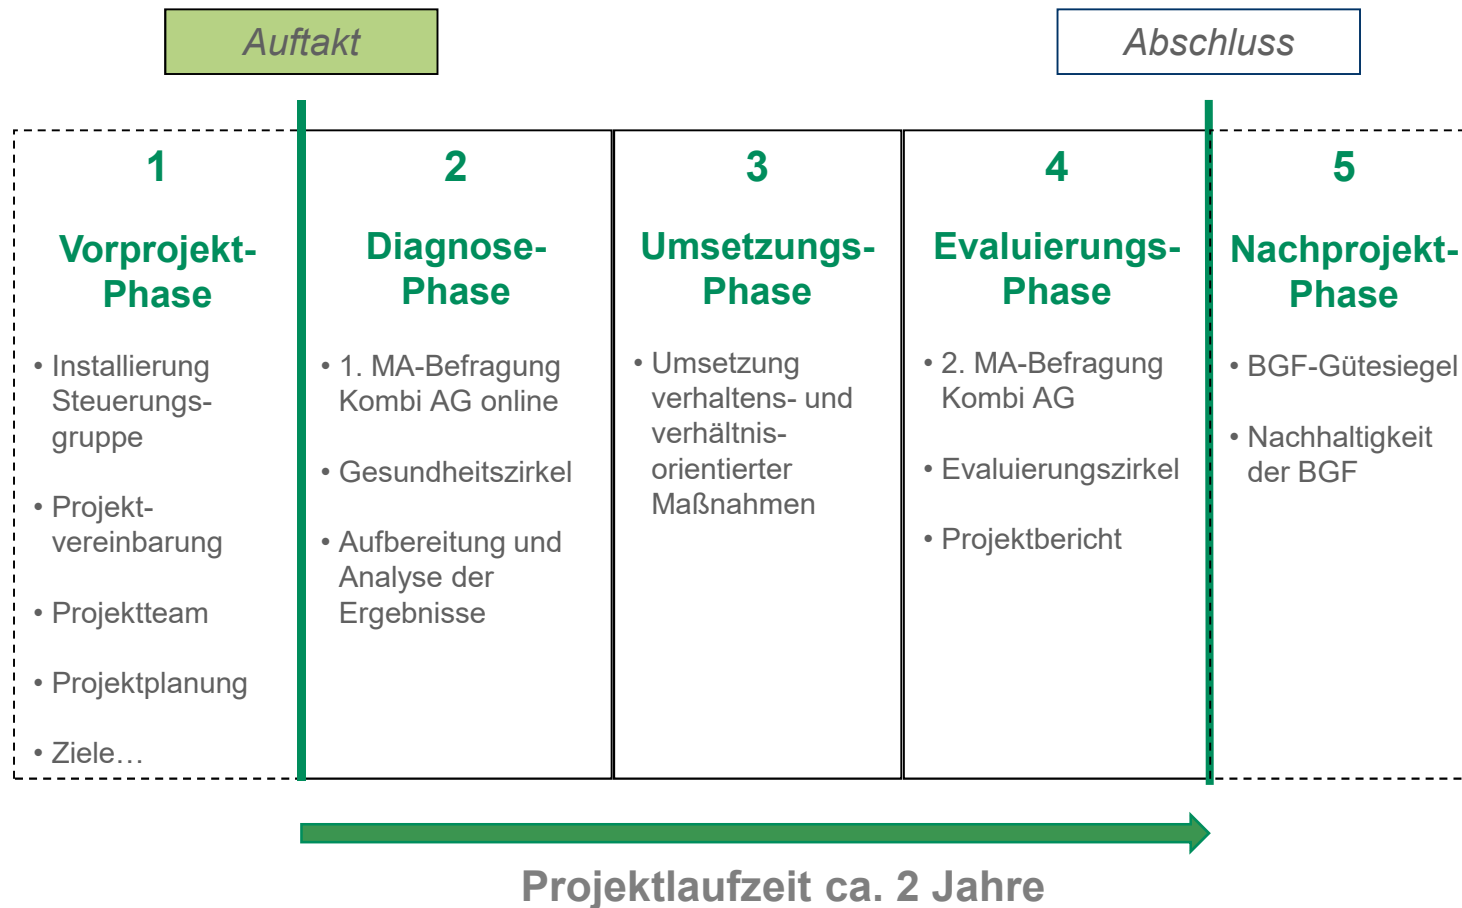 Auftakt
Abschluss
1
Vorprojekt-
Phase
• Installierung
Steuerungs-
gruppe
• Projekt-
vereinbarung
• Projektteam
• Projektplanung
• Ziele…
2
Diagnose-
Phase
• 1. MA-Befragung
Kombi AG online
• Gesundheitszirkel
• Aufbereitung und
Analyse der
Ergebnisse
3
Umsetzungs-
Phase
• Umsetzung
verhaltens- und
verhältnis-
orientierter
Maßnahmen
4
Evaluierungs-
Phase
• 2. MA-Befragung
Kombi AG
• Evaluierungszirkel
• Projektbericht
5
Nachprojekt-
Phase
• BGF-Gütesiegel
• Nachhaltigkeit
der BGF
Projektlaufzeit ca. 2 Jahre